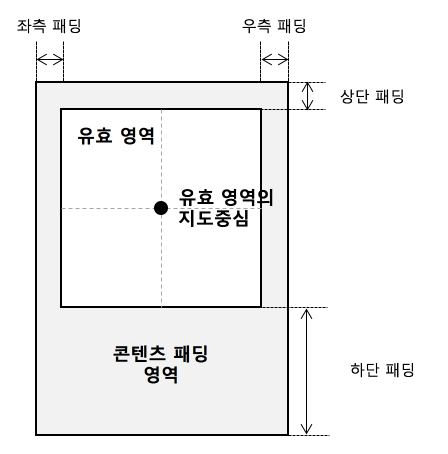 좌측 패딩
우측 패딩
상단 패딩
유효 영역
유효 영역의
지도중심
콘텐츠 패딩
영역
하단 패딩